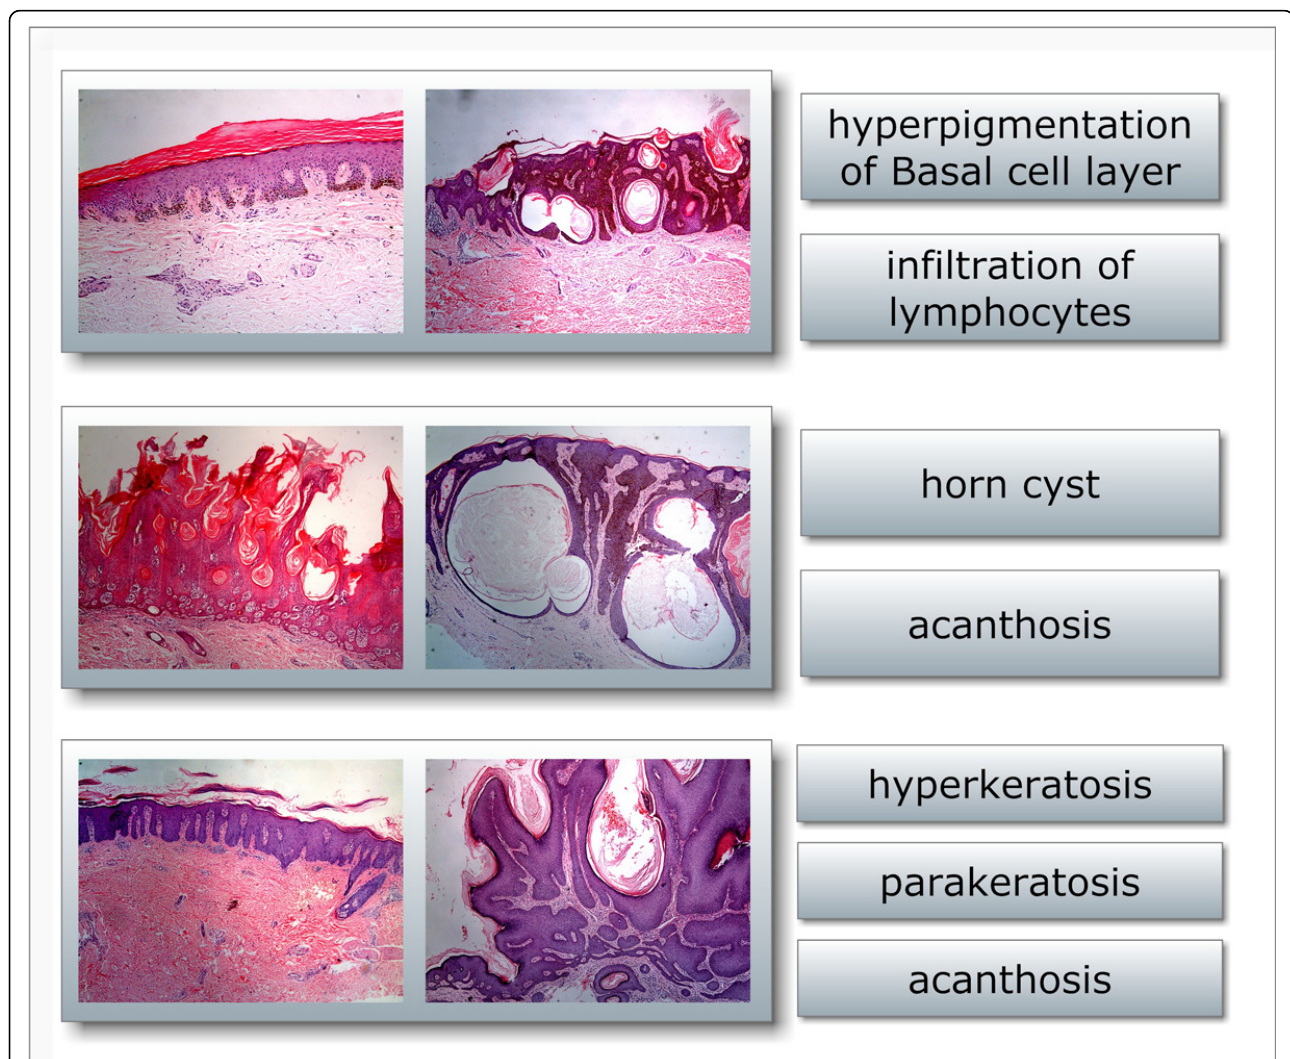 hyperpigmentation
of Basal cell layer
infiltration of
lymphocytes
horn cyst
acanthosis
hyperkeratosis
parakeratosis
acanthosis